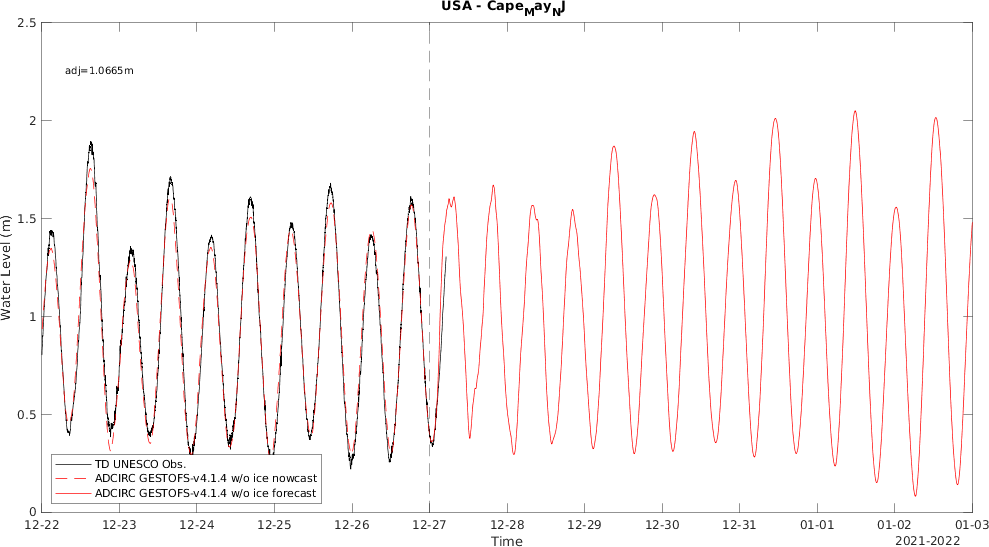 USA - Cape_May_NJ
2.5
adj=1.0665m
2
1.5
Water Level (m)
1
0.5
TD UNESCO Obs.
ADCIRC GESTOFS-v4.1.4 w/o ice nowcast
ADCIRC GESTOFS-v4.1.4 w/o ice forecast
0
12-22 12-23 12-24 12-25 12-26 12-27 12-28 12-29 12-30 12-31 01-01 01-02 01-03
Time
2021-2022